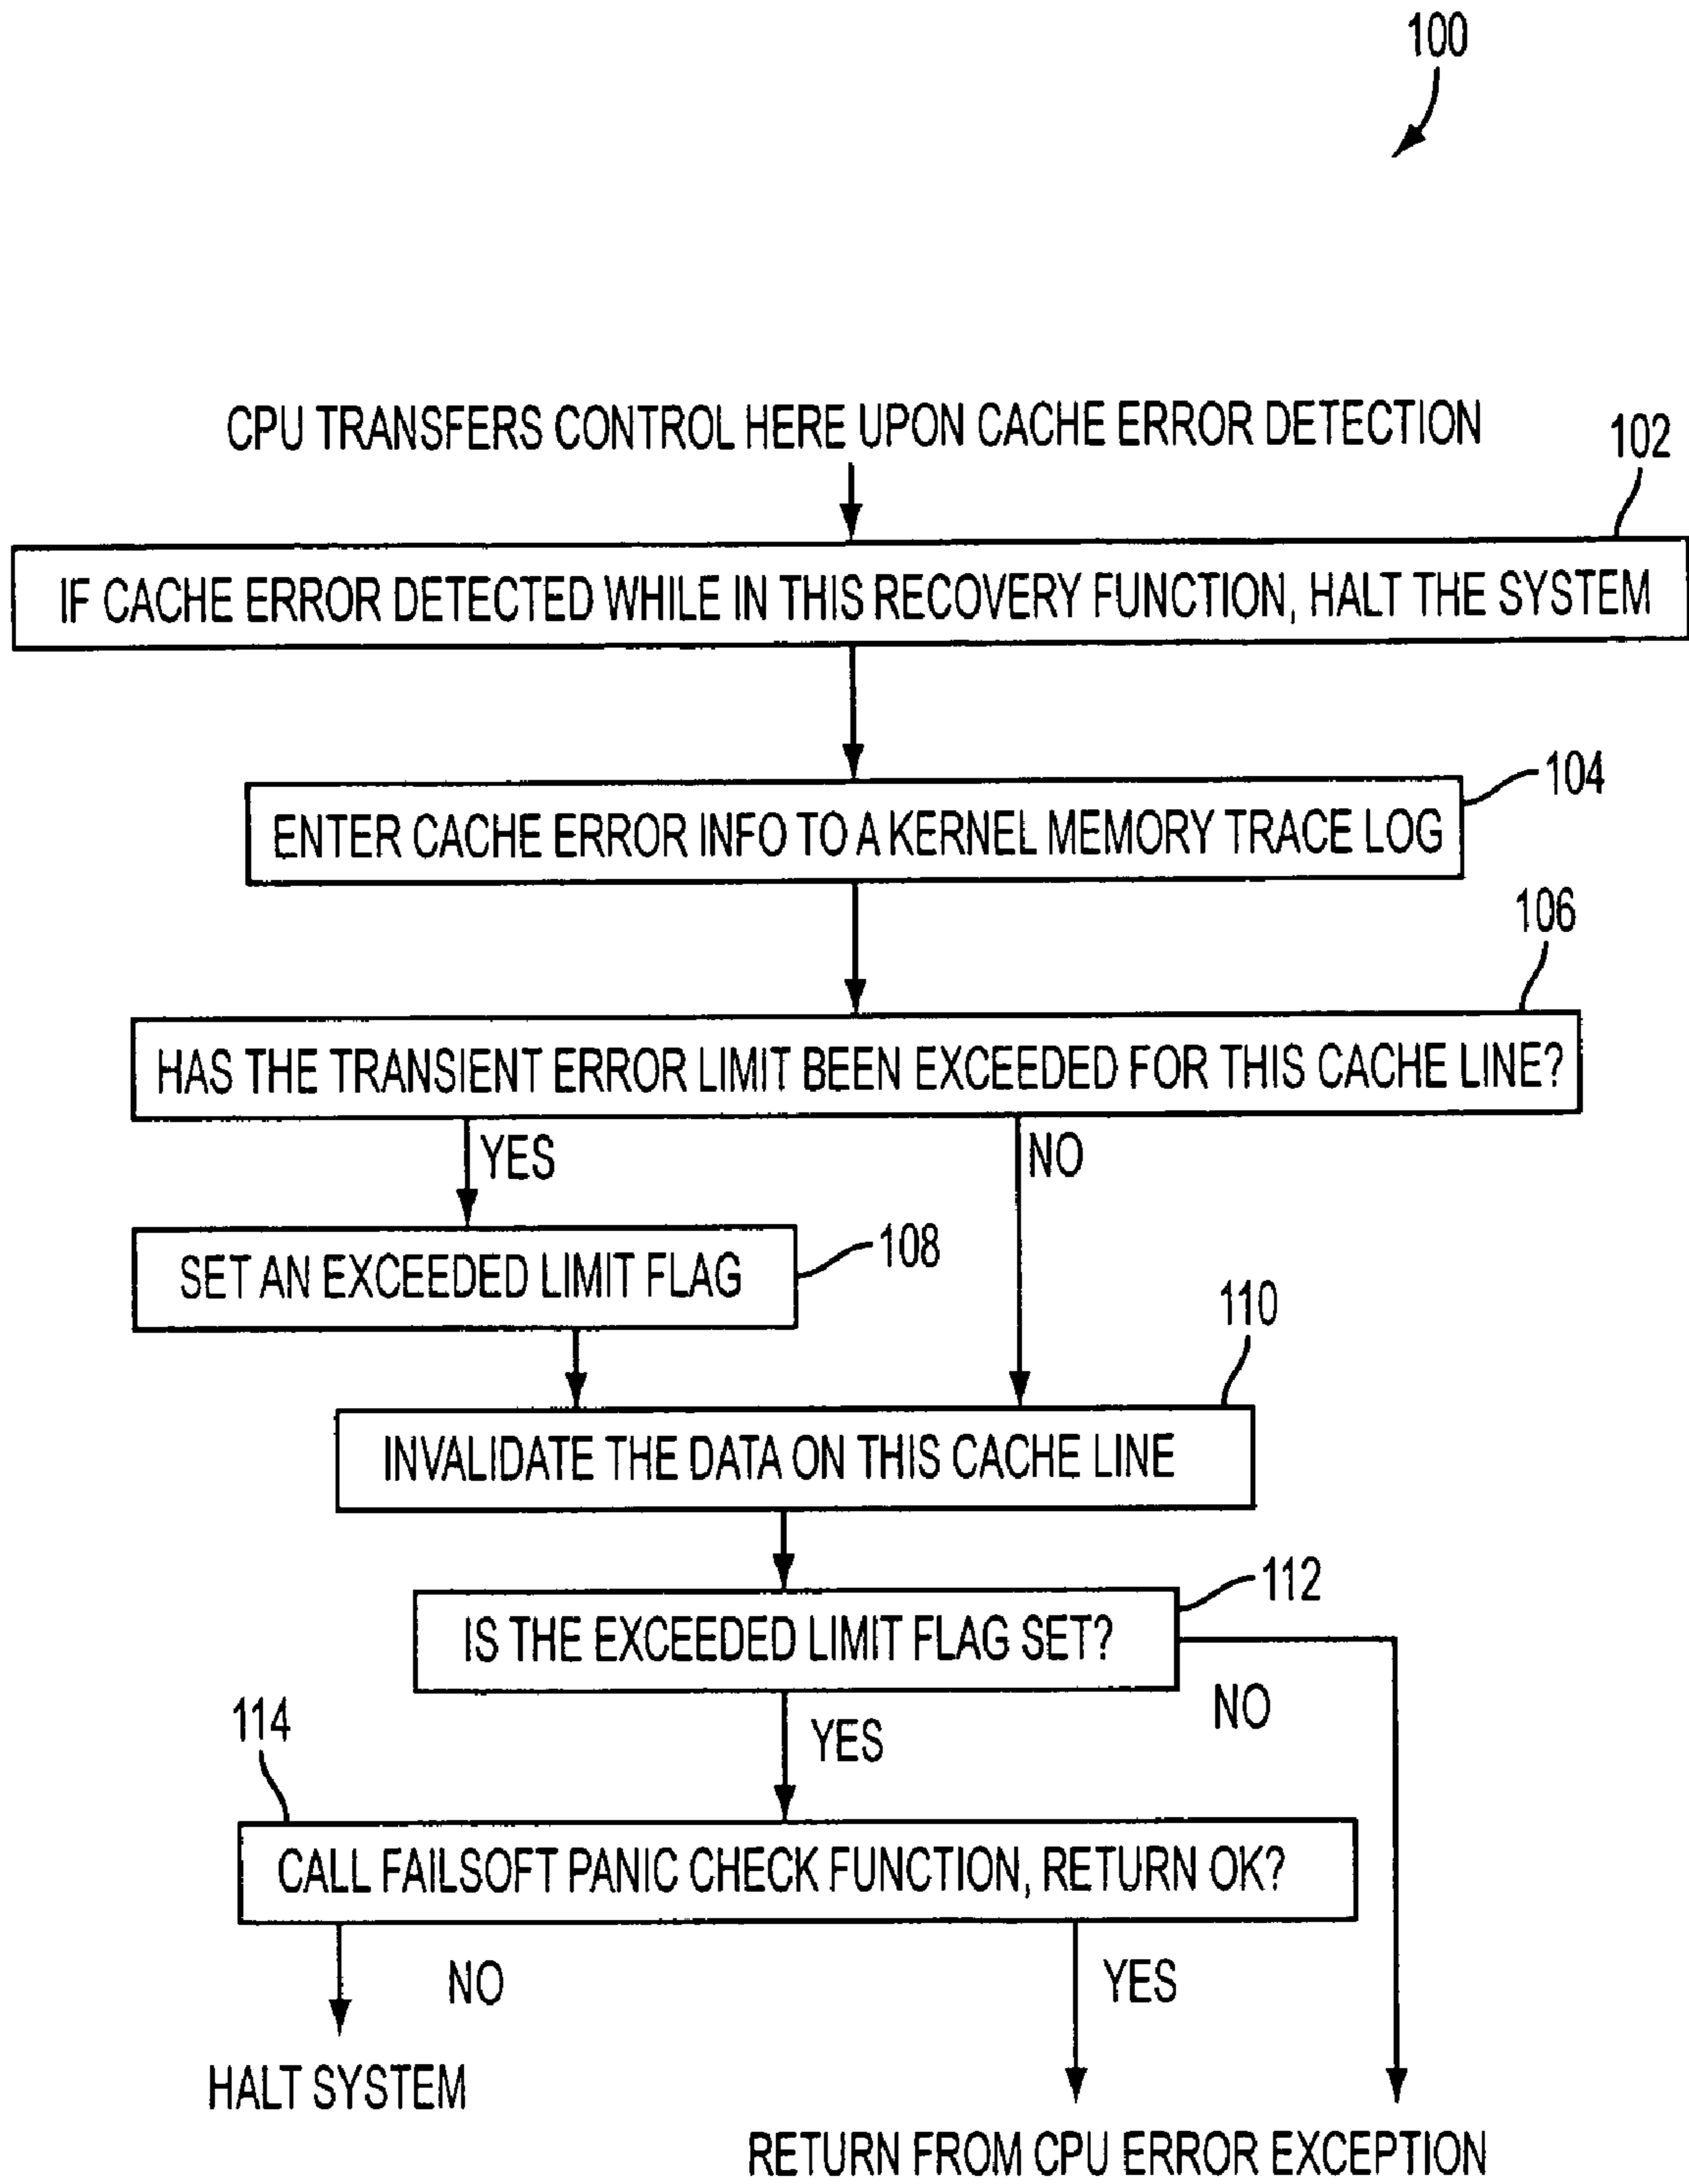 100
CPU TRANSFERS CONTROL HERE UPON CACHE ERROR DETECTION
102
IF CACHE ERROR DETECTED WHILE IN THIS RECOVERY FUNCTION, HALT THE SYSTEM
104
ENTER CACHE ERROR INFO TO A KERNEL MEMORY TRACE LOG
106
HAS THE TRANSIENT ERROR LIMIT BEEN EXCEEDED FOR THIS CACHE LINE?
YES
NO
SET AN EXCEEDED LIMIT FLAG
108
110
INVALIDATE THE DATA ON THIS CACHE LINE
112
IS THE EXCEEDED LIMIT FLAG SET?
NO
114
YES
CALL FAILSOFT PANIC CHECK FUNCTION, RETURN OK?
NO
YES
HALT SYSTEM
RETURN FROM CPU ERROR EXCEPTION